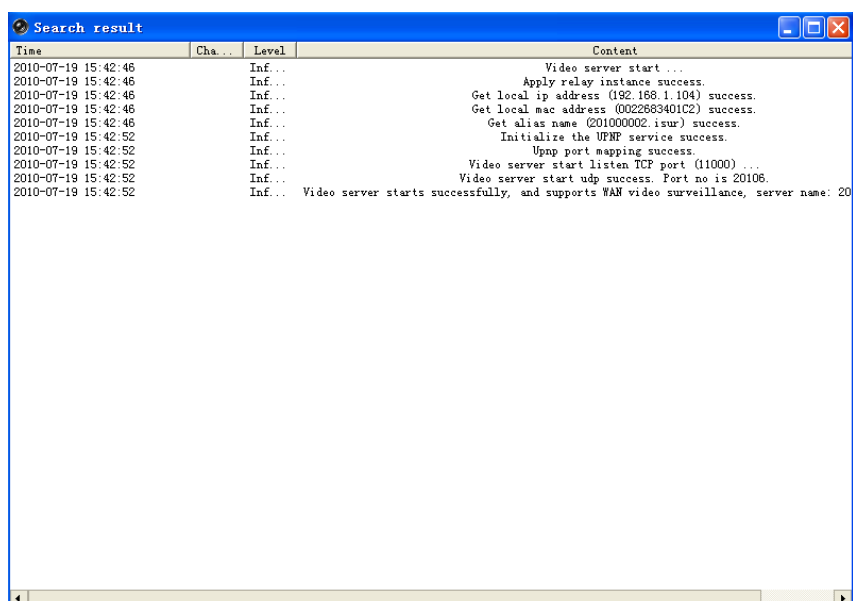 Search result
Time Cha... Level Content
2010-07-19 15:42:46 Inf... Video server start ...
2010-07-19 15:42:46 Inf... Apply relay instance success.
2010-07-19 15:42:46 Inf... Get local ip address (192.168.1.104) success.
2010-07-19 15:42:46 Inf... Get local mac address (0022683401C2) success.
2010-07-19 15:42:46 Inf... Get alias name (201000002.isur) success.
2010-07-19 15:42:52 Inf... Initialize the UPNP service success.
2010-07-19 15:42:52 Inf... Upnp port mapping success.
2010-07-19 15:42:52 Inf... Video server start listen TCP port (11000) ...
2010-07-19 15:42:52 Inf... Video server start udp success. Port no is 20106.
2010-07-19 15:42:52 Inf... Video server starts successfully, and supports WAN video surveillance, server name: 20